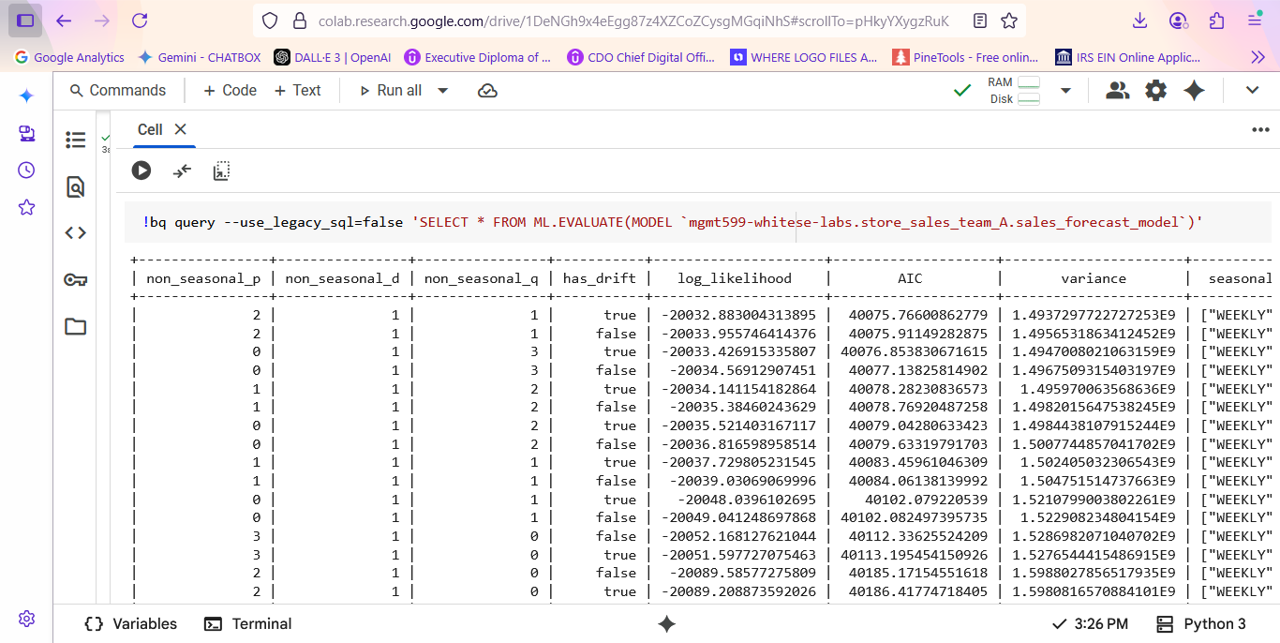 colab.research.google.com/drive/1DeNGh9x4eEgg87z4XZCoZCysgMGqiNhS#scrollTo=pHkyYXygzRuK
Google Analytics Gemini - CHATBOX DALL·E 3 | OpenAI Executive Diploma of ... CDO Chief Digital Offi... WHERE LOGO FILES A... PineTools - Free onlin... IRS EIN Online Applic...
Commands + Code + Text Run all RAM Disk
Cell
3s
!bq query --use_legacy_sql=false 'SELECT * FROM ML.EVALUATE(MODEL `mgmt599-whitese-labs.store_sales_team_A.sales_forecast_model`)'
+----------------+----------------+----------------+-----------+---------------------+--------------------+----------------------+----------
| non_seasonal_p | non_seasonal_d | non_seasonal_q | has_drift | log_likelihood | AIC | variance | seasonal
+----------------+----------------+----------------+-----------+---------------------+--------------------+----------------------+----------
| 2 | 1 | 1 | true | -20032.883004313895 | 40075.76600862779 | 1.4937297722727253E9 | ["WEEKLY"
| 2 | 1 | 1 | false | -20033.955746414376 | 40075.91149282875 | 1.4956531863412452E9 | ["WEEKLY"
| 0 | 1 | 3 | true | -20033.426915335807 | 40076.853830671615 | 1.4947008021063159E9 | ["WEEKLY"
| 0 | 1 | 3 | false | -20034.56912907451 | 40077.13825814902 | 1.4967509315403197E9 | ["WEEKLY"
| 1 | 1 | 2 | true | -20034.141154182864 | 40078.28230836573 | 1.495970063568636E9 | ["WEEKLY"
| 1 | 1 | 2 | false | -20035.38460243629 | 40078.76920487258 | 1.4982015647538245E9 | ["WEEKLY"
| 0 | 1 | 2 | true | -20035.521403167117 | 40079.04280633423 | 1.4984438107915244E9 | ["WEEKLY"
| 0 | 1 | 2 | false | -20036.816598958514 | 40079.63319791703 | 1.5007744857041702E9 | ["WEEKLY"
| 1 | 1 | 1 | true | -20037.729805231545 | 40083.45961046309 | 1.502405032306543E9 | ["WEEKLY"
| 1 | 1 | 1 | false | -20039.03069069996 | 40084.06138139992 | 1.504751514737663E9 | ["WEEKLY"
| 0 | 1 | 1 | true | -20048.0396102695 | 40102.079220539 | 1.5210799003802261E9 | ["WEEKLY"
| 0 | 1 | 1 | false | -20049.041248697868 | 40102.082497395735 | 1.522908234804154E9 | ["WEEKLY"
| 3 | 1 | 0 | false | -20052.168127621044 | 40112.33625524209 | 1.5286982071040702E9 | ["WEEKLY"
| 3 | 1 | 0 | true | -20051.597727075463 | 40113.195454150926 | 1.5276544415486915E9 | ["WEEKLY"
| 2 | 1 | 0 | false | -20089.58577275809 | 40185.17154551618 | 1.5988027856517935E9 | ["WEEKLY"
| 2 | 1 | 0 | true | -20089.208873592026 | 40186.41774718405 | 1.5980816570884101E9 | ["WEEKLY"
{} Variables Terminal 3:26 PM Python 3